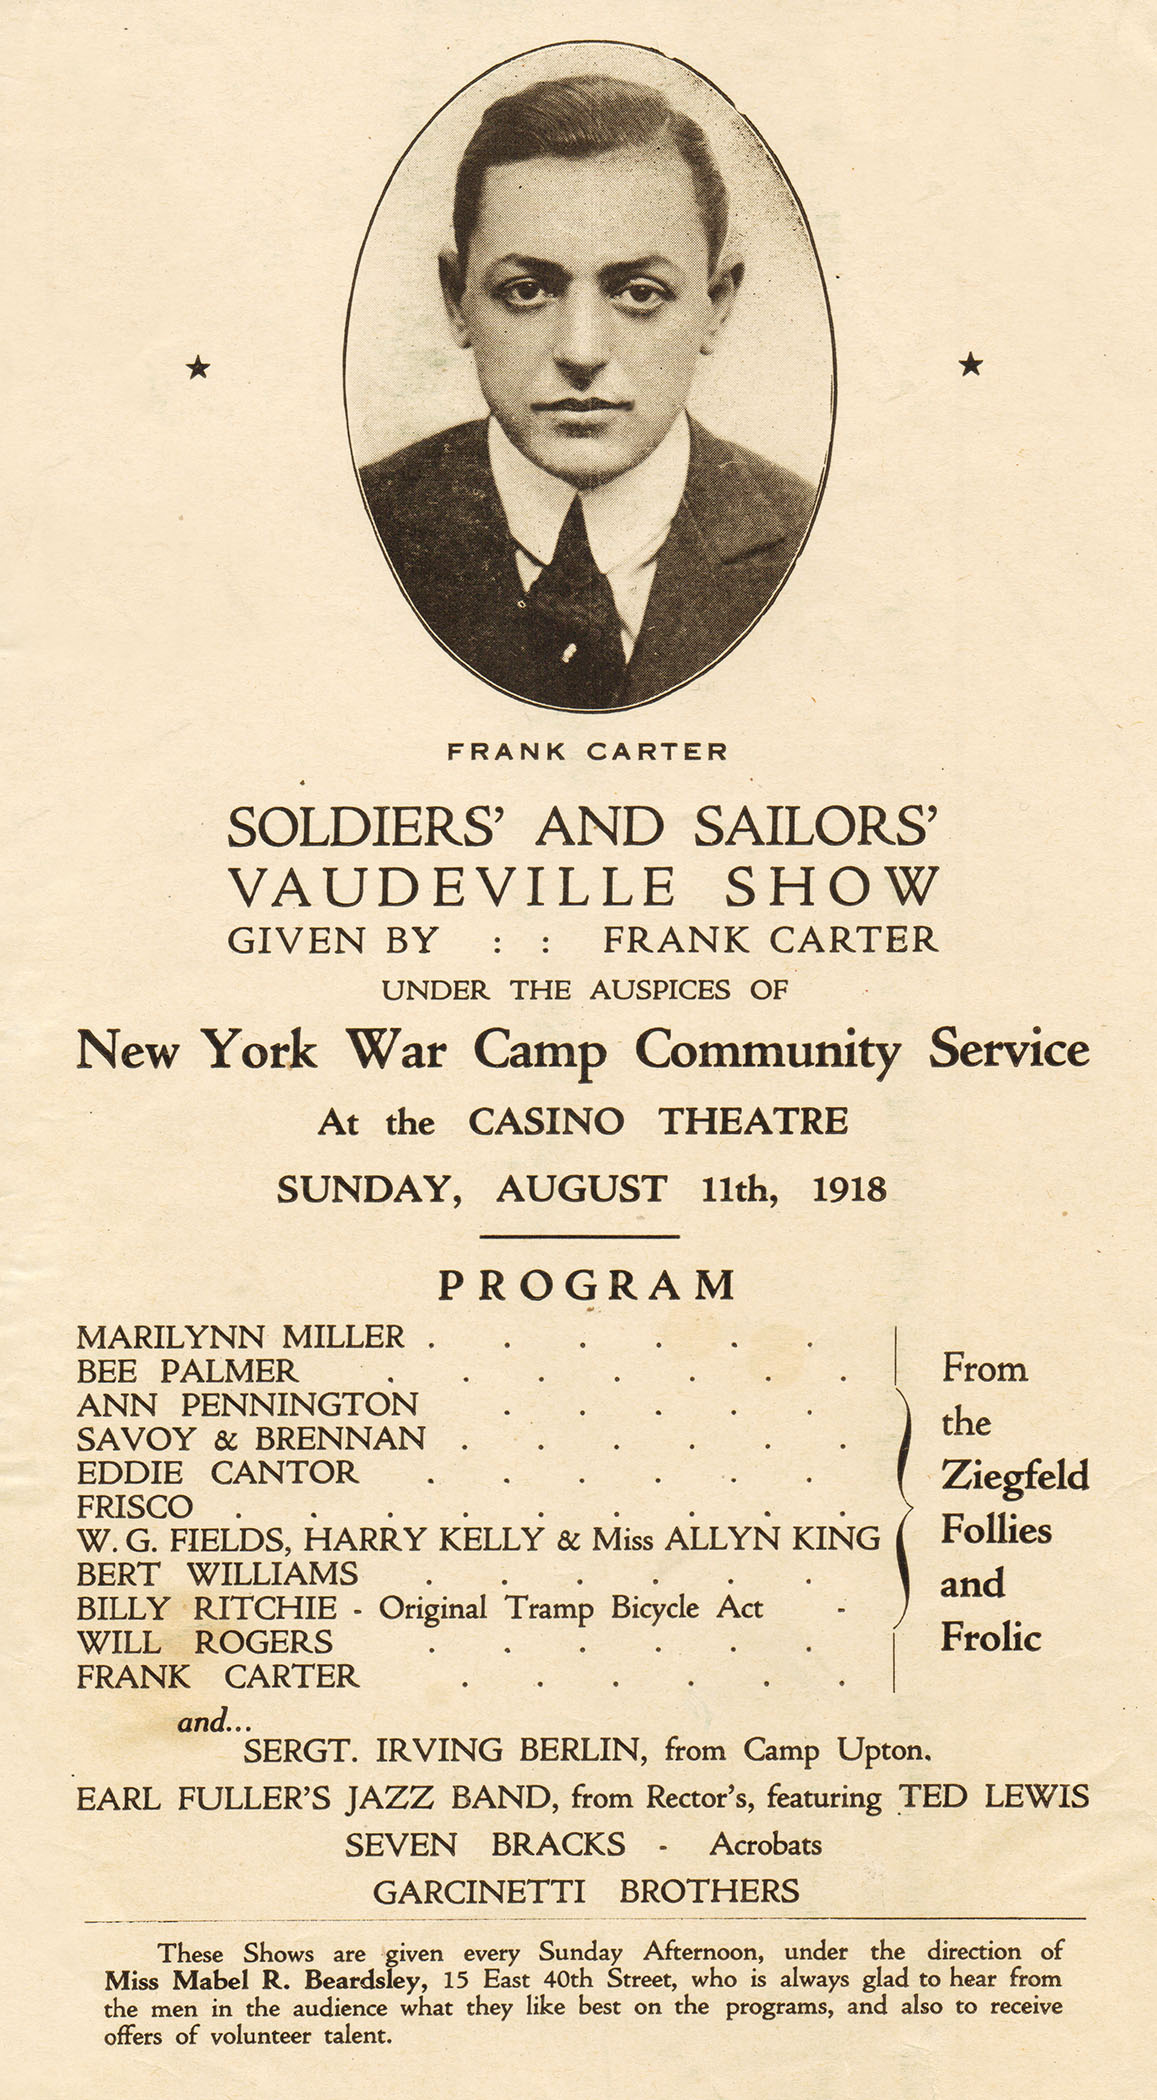 FRANK CARTER
SOLDIERS' AND SAILORS'
VAUDEVILLE SHOW
GIVEN BY : : FRANK CARTER
UNDER THE AUSPICES OF
New York War Camp Community Service
At the CASINO THEATRE
SUNDAY, AUGUST 11th, 1918
PROGRAM
MARILYNN MILLER . . . . . .
BEE PALMER . . . . . . .
ANN PENNINGTON . . . . .
SAVOY & BRENNAN . . . . . .
EDDIE CANTOR . . . . . .
FRISCO . . . . . . . . .
W. G. FIELDS, HARRY KELLY & Miss ALLYN KING
BERT WILLIAMS . . . . . .
BILLY RITCHIE - Original Tramp Bicycle Act -
WILL ROGERS . . . . . .
FRANK CARTER . . . . . .
From
the
Ziegfeld
Follies
and
Frolic
and...
SERGT. IRVING BERLIN, from Camp Upton.
EARL FULLER'S JAZZ BAND, from Rector's, featuring TED LEWIS
SEVEN BRACKS - Acrobats
GARCINETTI BROTHERS
These Shows are given every Sunday Afternoon, under the direction of
Miss Mabel R. Beardsley, 15 East 40th Street, who is always glad to hear from
the men in the audience what they like best on the programs, and also to receive
offers of volunteer talent.